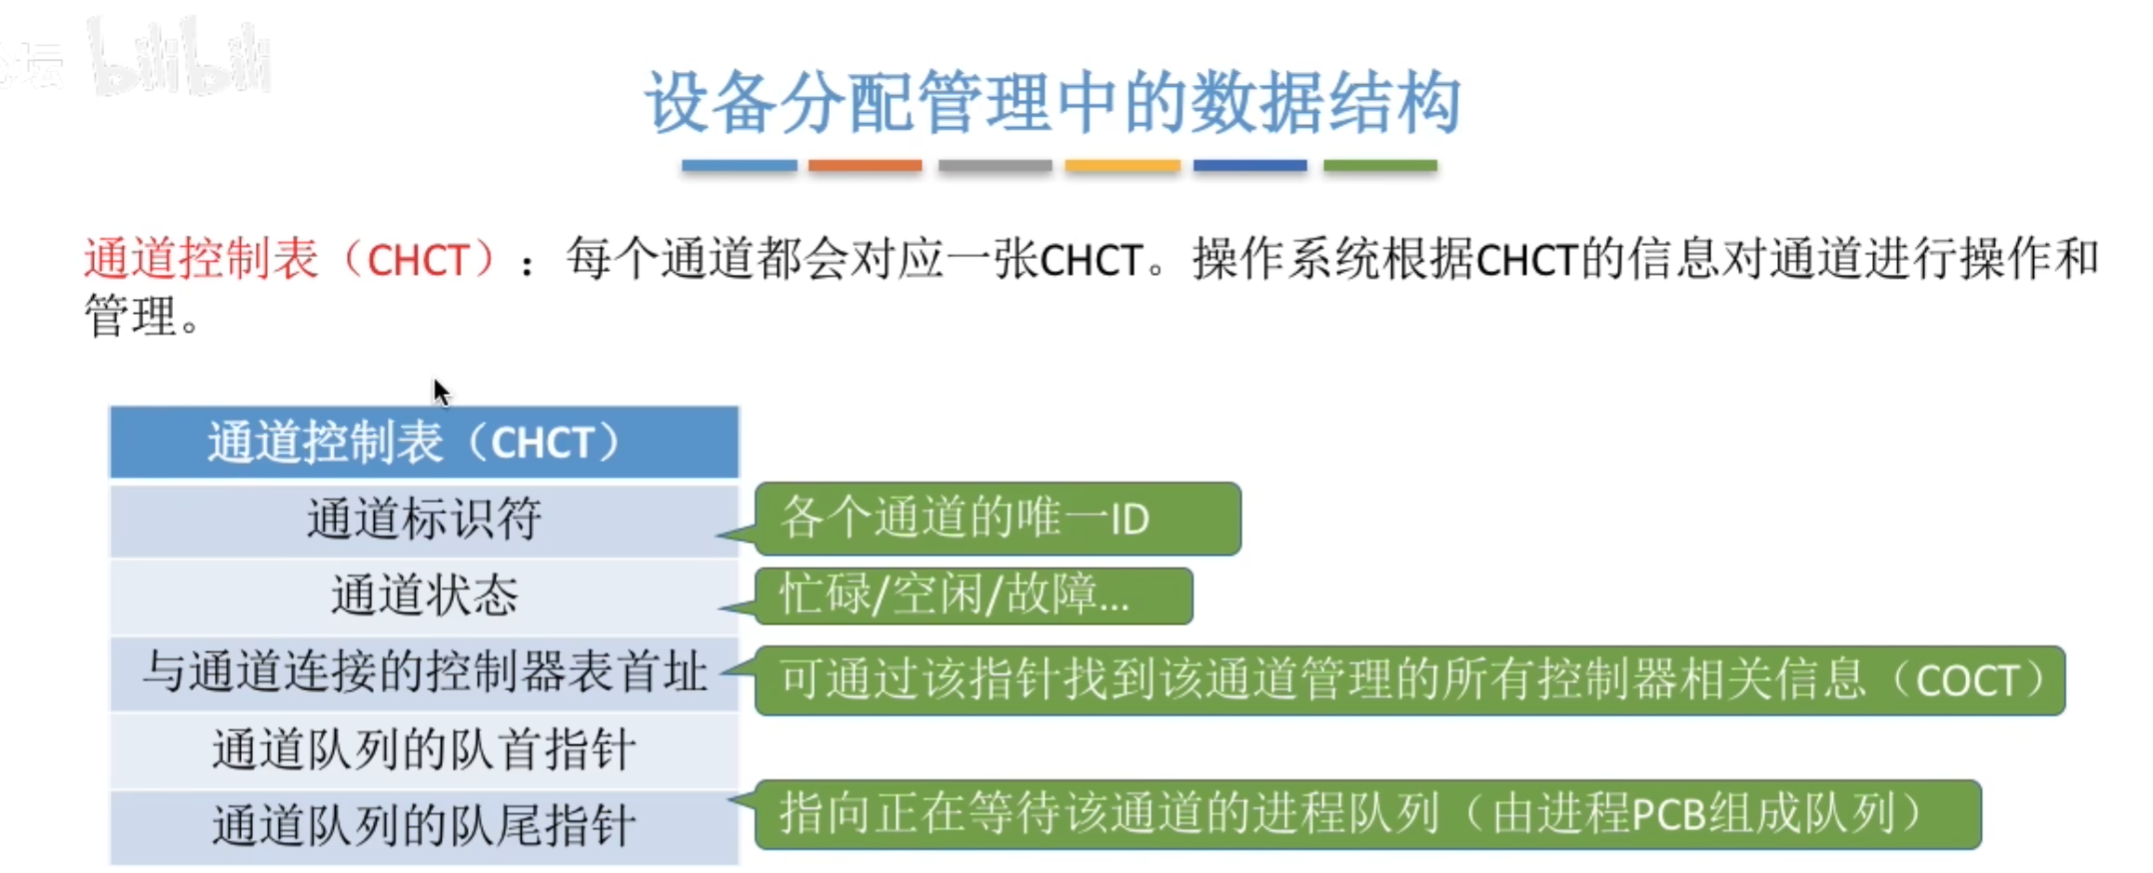 坛 bilibili
设备分配管理中的数据结构
通道控制表（CHCT）：每个通道都会对应一张CHCT。操作系统根据CHCT的信息对通道进行操作和
管理。
通道控制表（CHCT）
通道标识符
各个通道的唯一ID
通道状态
忙碌/空闲/故障...
与通道连接的控制器表首址
可通过该指针找到该通道管理的所有控制器相关信息（COCT）
通道队列的队首指针
通道队列的队尾指针
指向正在等待该通道的进程队列（由进程PCB组成队列）